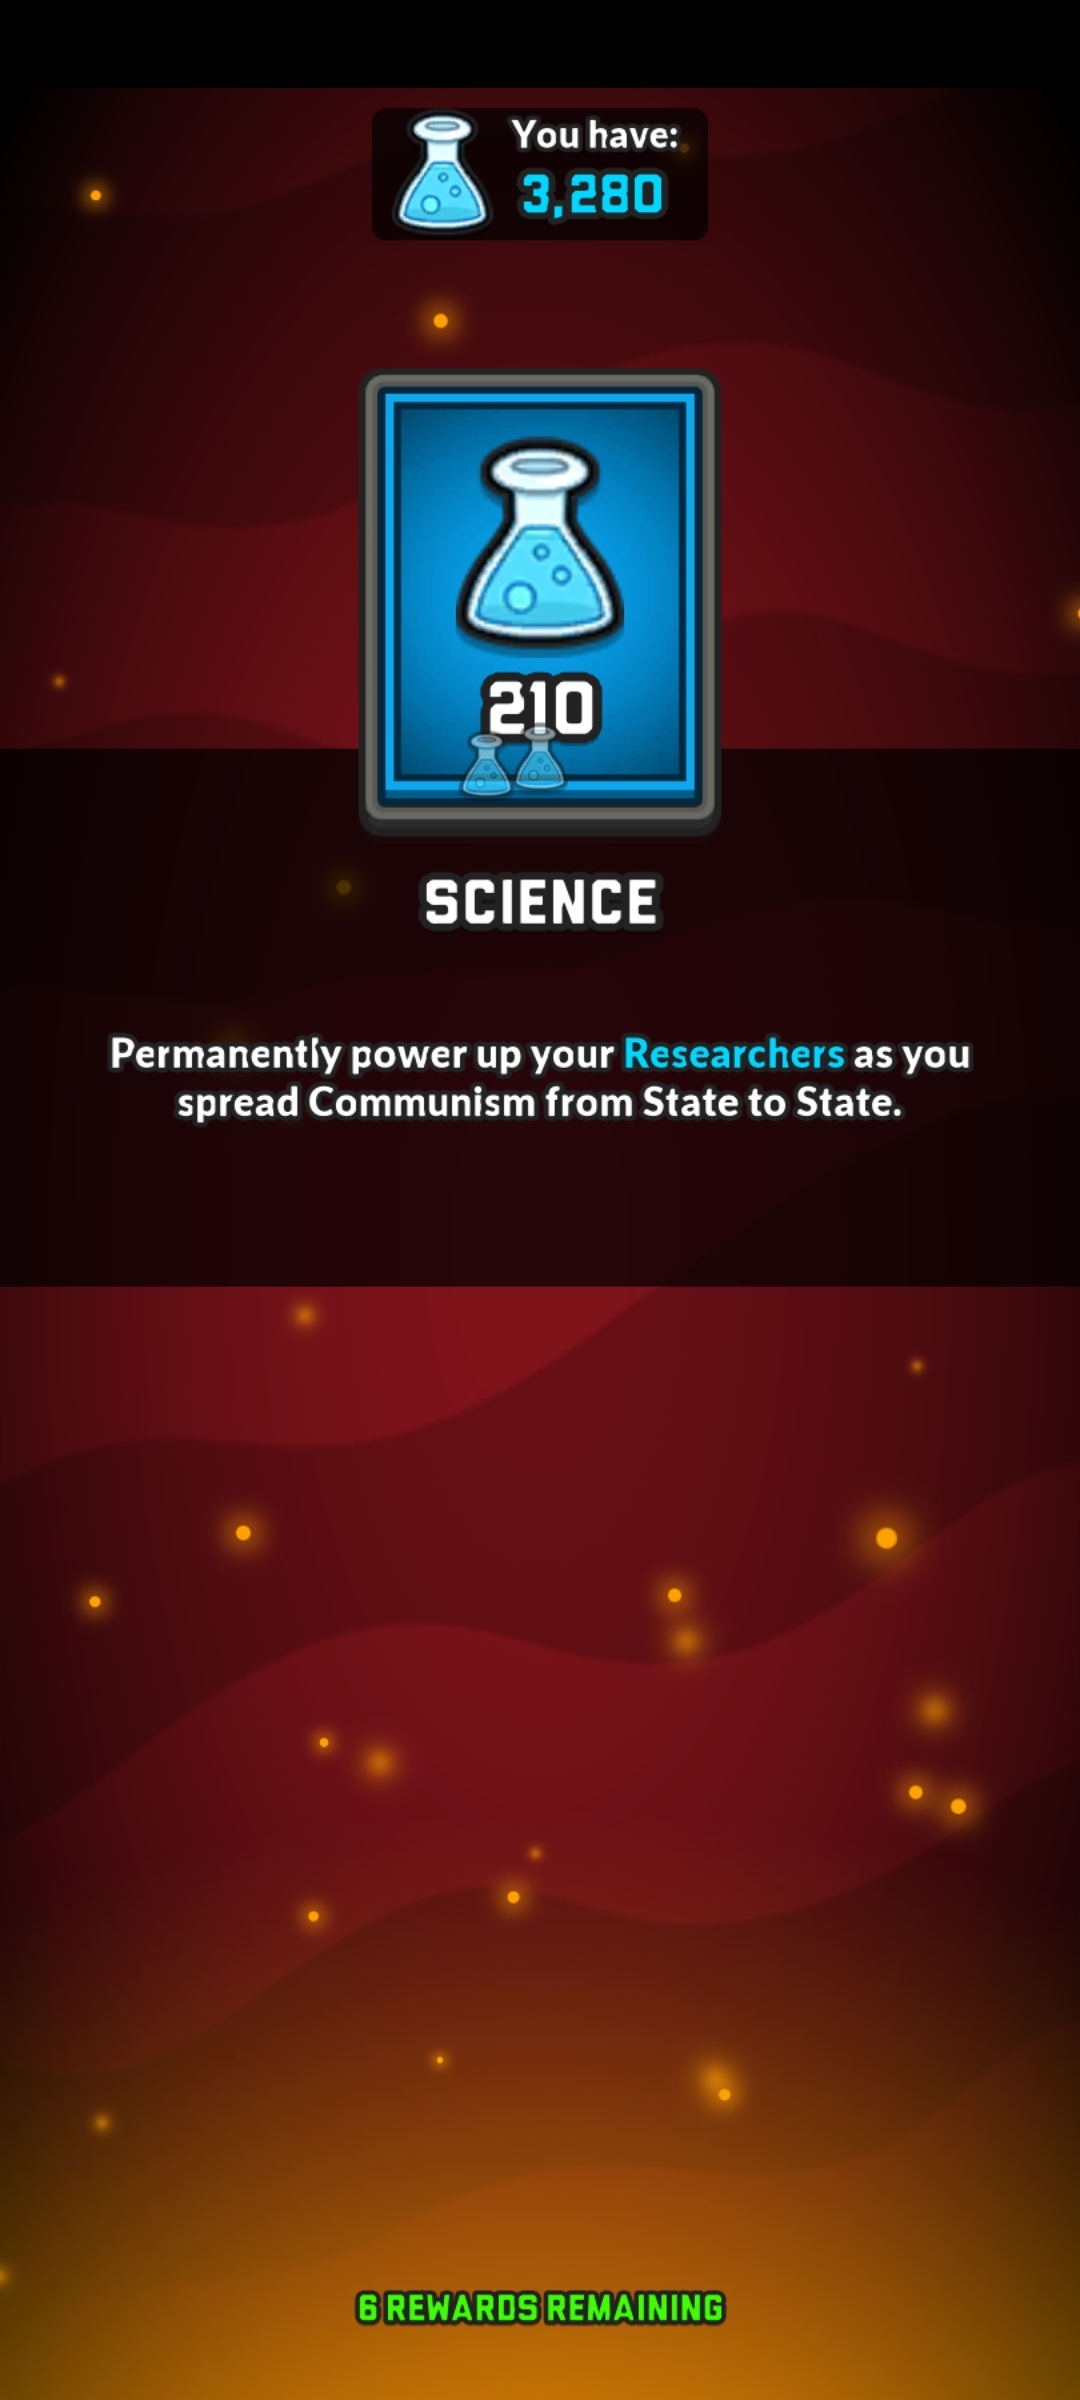 You have:
3,280
210
SCIENCE
Permanently power up your Researchers as you
spread Communism from State to State.
6 REWARDS REMAINING